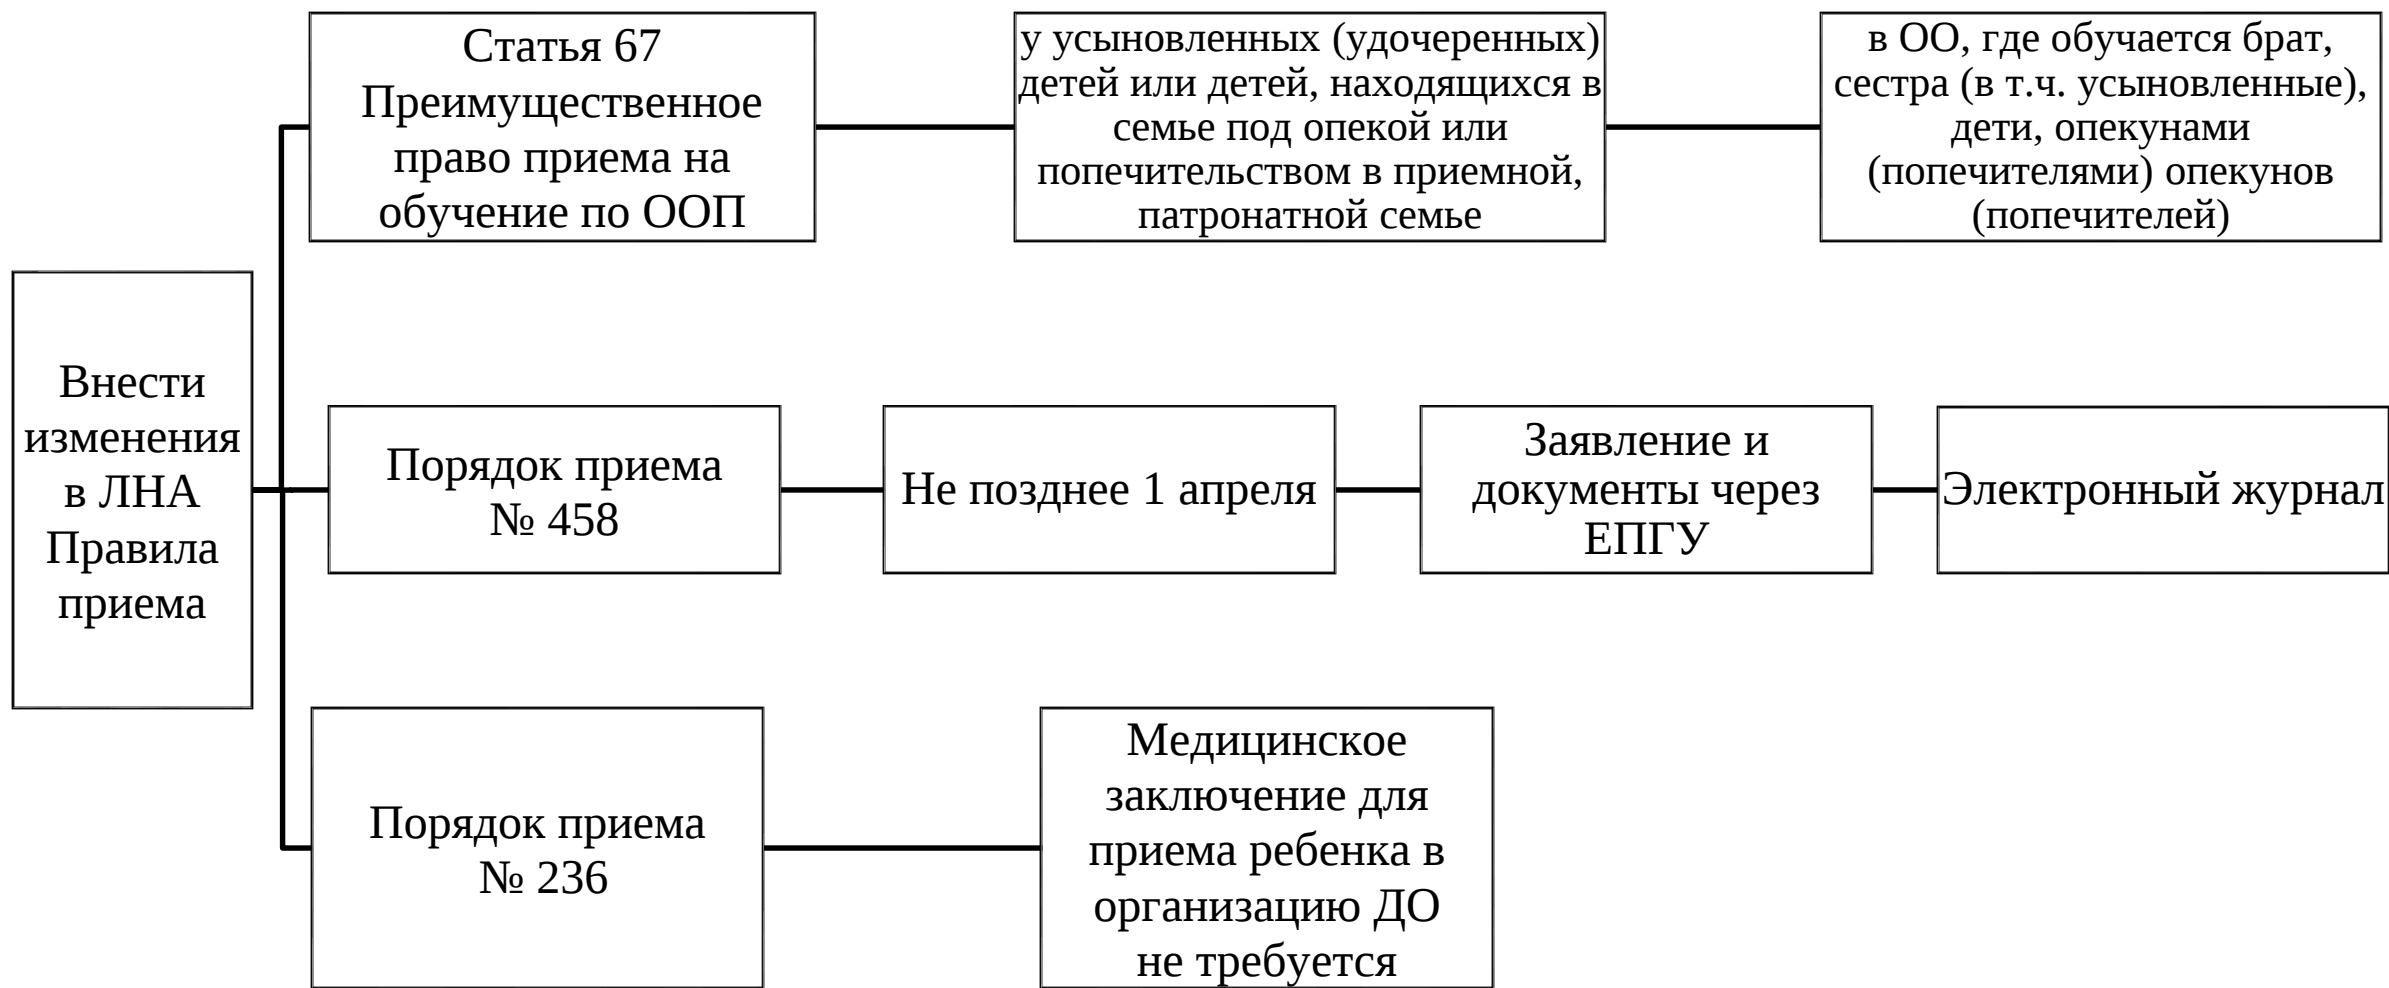 Статья 67
Преимущественное
право приема на
обучение по ООП
у усыновленных (удочеренных)
детей или детей, находящихся в
семье под опекой или
попечительством в приемной,
патронатной семье
в ОО, где обучается брат,
сестра (в т.ч. усыновленные),
дети, опекунами
(попечителями) опекунов
(попечителей)
Внести
изменения
в ЛНА
Правила
приема
Порядок приема
№ 458
Не позднее 1 апреля
Заявление и
документы через
ЕПГУ
Электронный журнал
Порядок приема
№ 236
Медицинское
заключение для
приема ребенка в
организацию ДО
не требуется